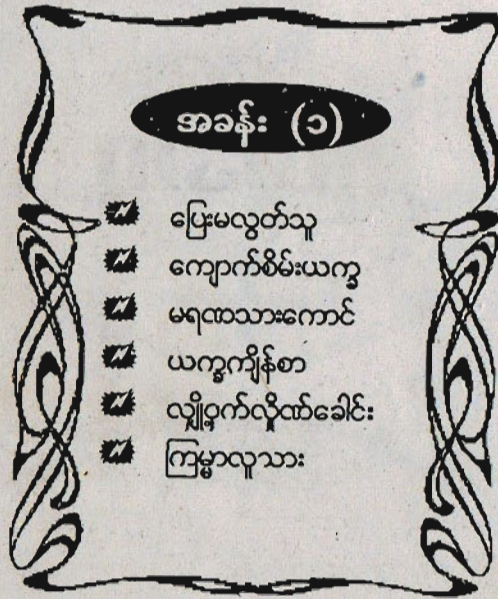 အခန်း (၁)
ပြေးမလွတ်သူ
ကျောက်စိမ်းယက္ခ
မရဏသားကောင်
ယက္ခကျိန်စာ
လျှို့ဝှက်လှိုဏ်ခေါင်း
ကြမ္မာလူသား